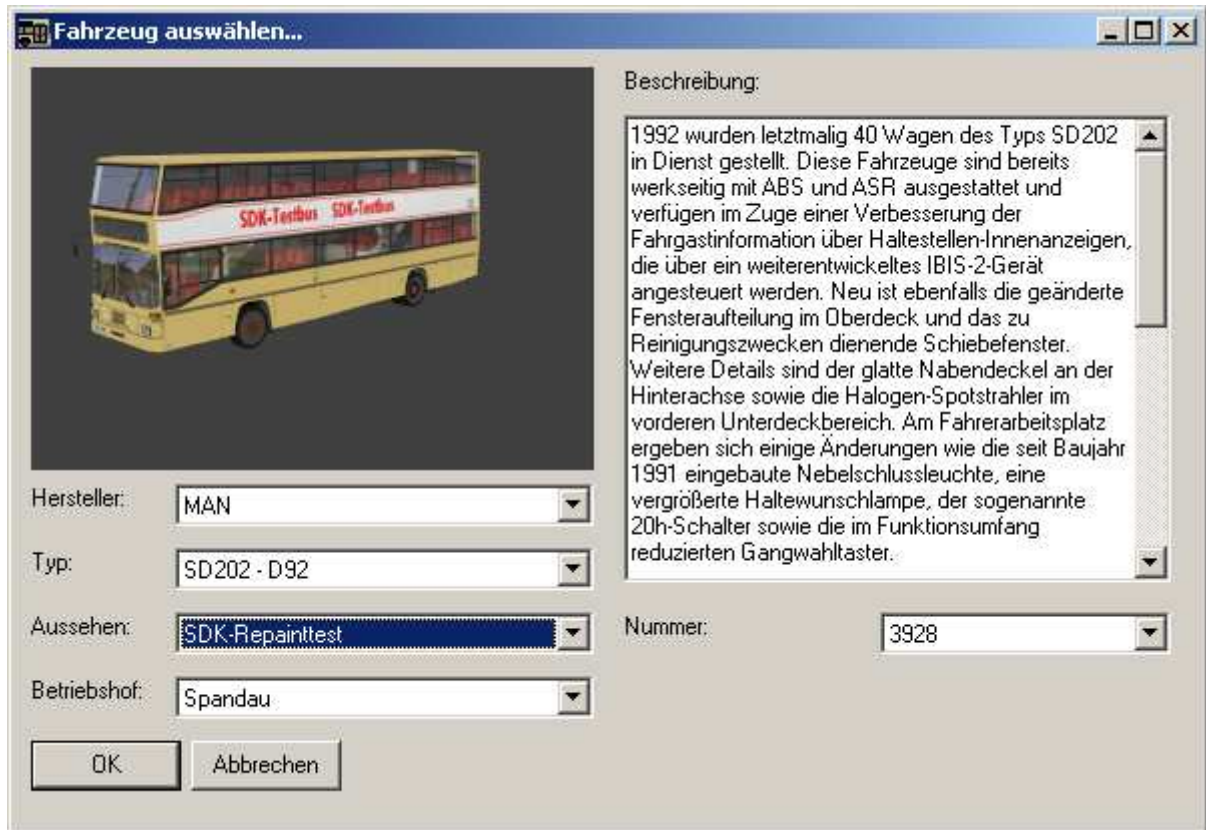 Fahrzeug auswählen...
SDK-Testbus SDK-Testbus
Hersteller:
MAN
Typ:
SD202 - D92
Aussehen:
SDK-Repainttest
Betriebshof:
Spandau
OK
Abbrechen
Beschreibung:
1992 wurden letztmalig 40 Wagen des Typs SD202
in Dienst gestellt. Diese Fahrzeuge sind bereits
werkseitig mit ABS und ASR ausgestattet und
verfügen im Zuge einer Verbesserung der
Fahrgastinformation über Haltestellen-Innenanzeigen,
die über ein weiterentwickeltes IBIS-2-Gerät
angesteuert werden. Neu ist ebenfalls die geänderte
Fensteraufteilung im Oberdeck und das zu
Reinigungszwecken dienende Schiebefenster.
Weitere Details sind der glatte Nabendeckel an der
Hinterachse sowie die Halogen-Spotstrahler im
vorderen Unterdeckbereich. Am Fahrerarbeitsplatz
ergeben sich einige Änderungen wie die seit Baujahr
1991 eingebaute Nebelschlussleuchte, eine
vergrößerte Haltewunschlampe, der sogenannte
20h-Schalter sowie die im Funktionsumfang
reduzierten Gangwahltaster.
Nummer:
3928